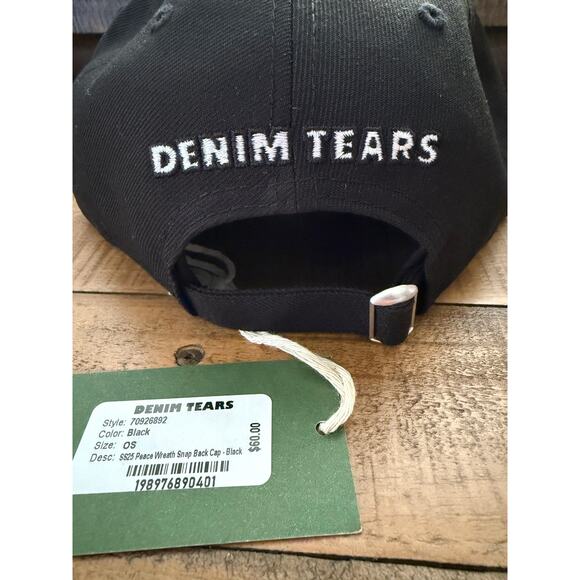 DENIM TEARS
DENIM TEARS
Style: 70926892
Color: Black
Size: OS
Desc: SS25 Peace Wreath Snap Back Cap - Black
$60.00
198976890401